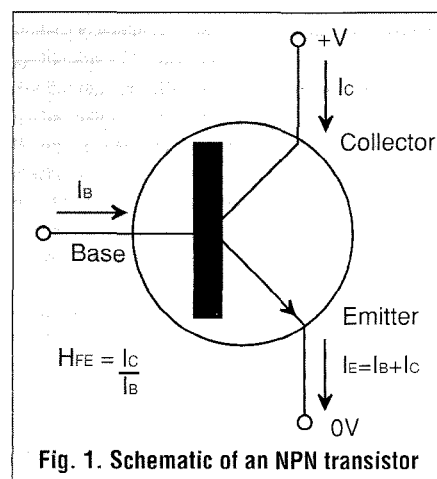 +V
IC
Collector
IB
Base
Emitter
HFE = IC
IB
IE=IB+IC
0V
Fig. 1. Schematic of an NPN transistor